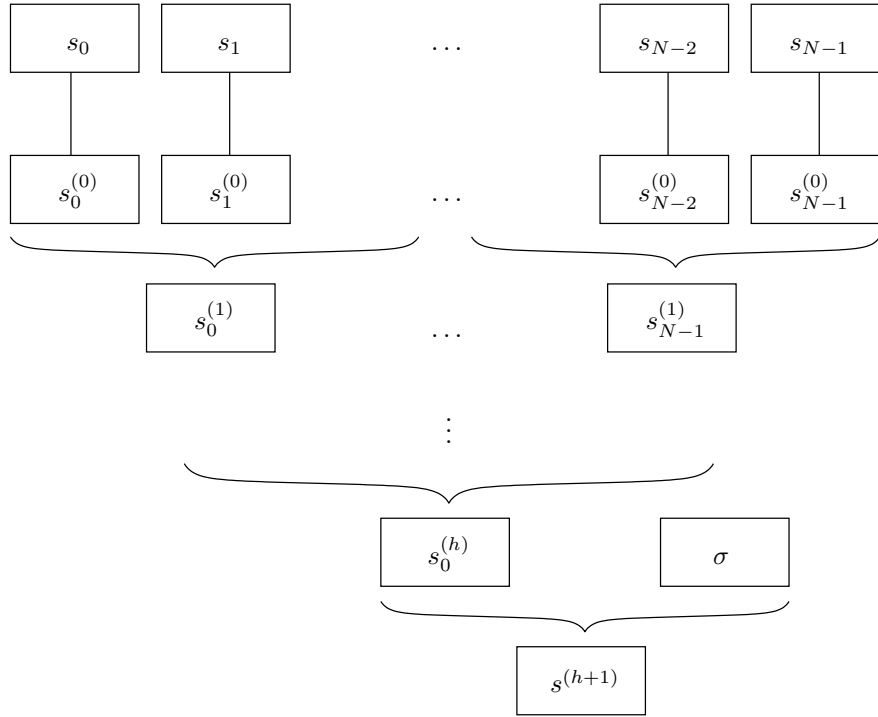 s_0 s_1 ... s_{N−2} s_{N−1}
s_0^{(0)} s_1^{(0)} ... s_{N−2}^{(0)} s_{N−1}^{(0)}
s_0^{(1)} ... s_{N−1}^{(1)}
⋮
s_0^{(h)} σ
s^{(h+1)}